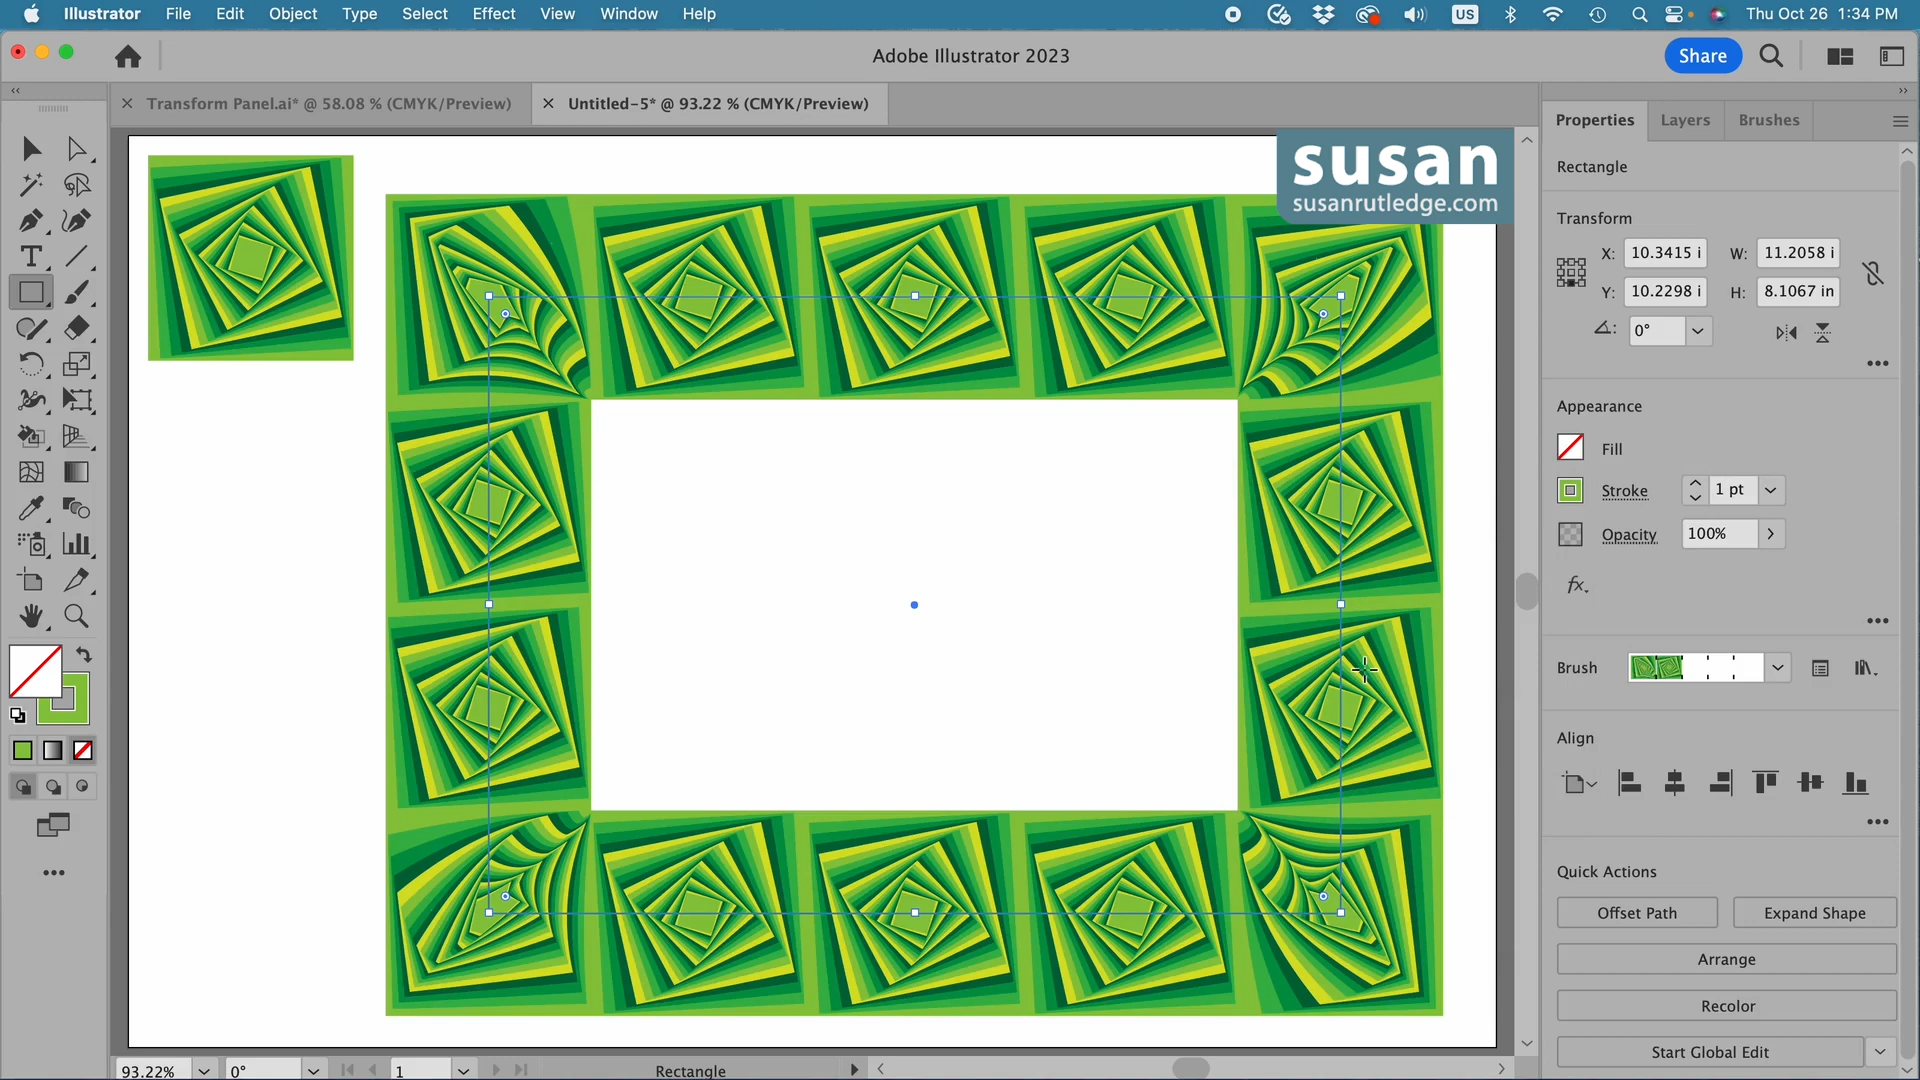 Illustrator File Edit Object Type Select Effect View Window Help US Thu Oct 26 1:34 PM
Adobe Illustrator 2023 Share
Transform Panel.ai* @ 58.08 % (CMYK/Preview) Untitled-5* @ 93.22 % (CMYK/Preview)
Properties Layers Brushes
susan
susanrutledge.com
Rectangle
Transform
X: 10.3415 i W: 11.2058 i
Y: 10.2298 i H: 8.1067 in
0°
Appearance
Fill
Stroke 1 pt
Opacity 100%
fx
Brush
Align
Quick Actions
Offset Path Expand Shape
Arrange
Recolor
Start Global Edit
93.22% 0° 1 Rectangle